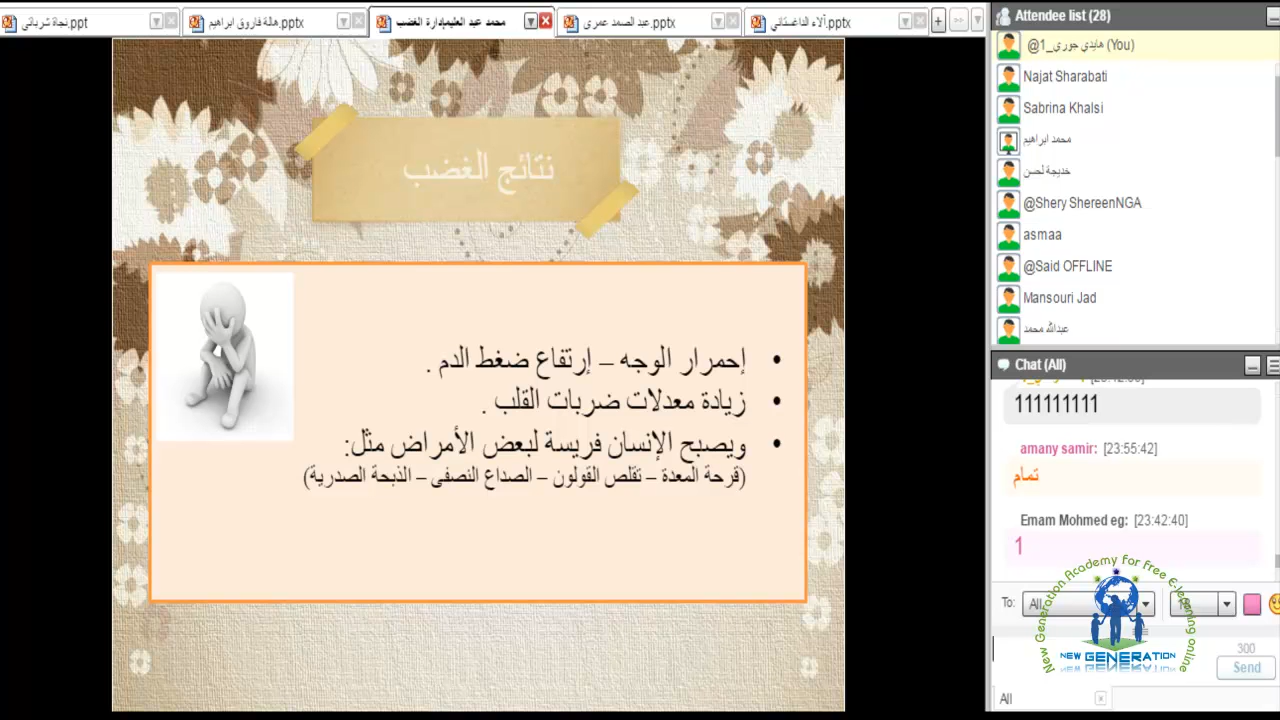 نجاة شرباتي.ppt
هالة فاروق ابراهيم.pptx
محمد عبد العليمإدارة الغضب
عبد الصمد عمري.pptx
آلاء الداغستاني.pptx
نتائج الغضب
• إحمرار الوجه – إرتفاع ضغط الدم .
• زيادة معدلات ضربات القلب .
• ويصبح الإنسان فريسة لبعض الأمراض مثل:
(قرحة المعدة – تقلص القولون – الصداع النصفى – الذبحة الصدرية)
Attendee list (28)
@هايدي جوري_1 (You)
Najat Sharabati
Sabrina Khalsi
محمد ابراهيم
خديجة لحسن
@Shery ShereenNGA
asmaa
@Said OFFLINE
Mansouri Jad
عبدالله محمد
Chat (All)
111111111
amany samir: [23:55:42]
تمام
Emam Mohmed eg: [23:42:40]
1
To: All
New Generation Academy for Free Elearning online
NEW GENERATION
300
Send
All